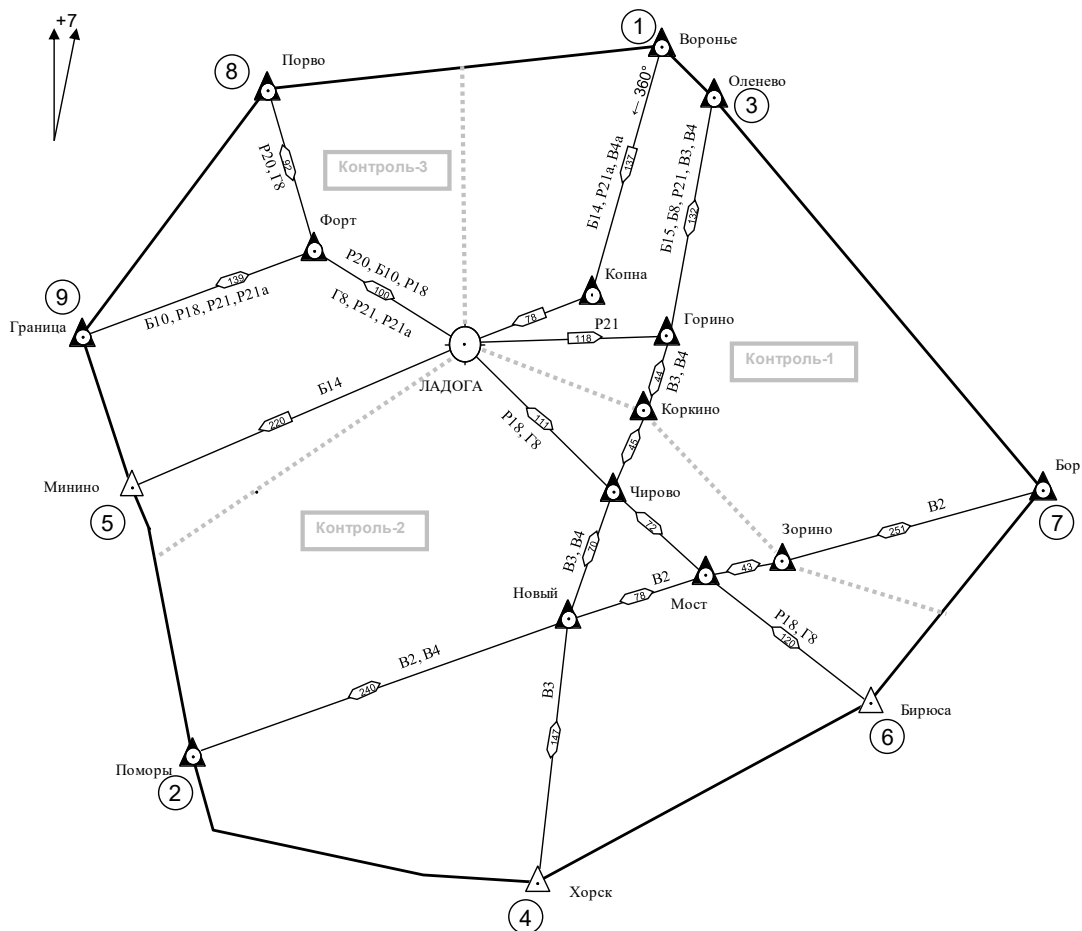 +7
1
Воронье
8
Порво
Оленево
3
← 360°
Р20, Г8
92
Контроль-3
Б14, Р21а, В4а
137
Б15, Б8, Р21, В3, В4
132
Форт
9
Граница
139
Б10, Р18, Р21, Р21а
Р20, Б10, Р18
100
Г8, Р21, Р21а
Копна
78
Р21
118
Горино
Контроль-1
ЛАДОГА
44
В3, В4
Б14
220
Р18, Г8
111
Коркино
45
Минино
5
Чирово
Бор
7
В2
251
Контроль-2
72
Зорино
В3, В4
70
43
Новый
В2
78
Мост
Р18, Г8
120
В2, В4
240
В3
147
Бирюса
6
Поморы
2
Хорск
4